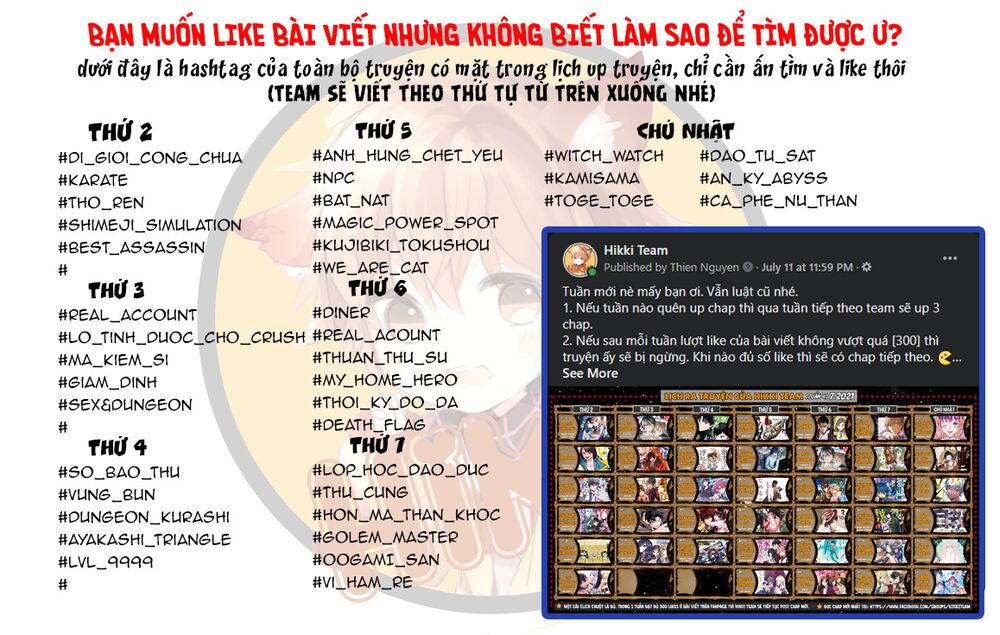 BẠN MUỐN LIKE BÀI VIẾT NHƯNG KHÔNG BIẾT LÀM SAO ĐỂ TÌM ĐƯỢC Ư?
dưới đây là hashtag của toàn bộ truyện có mặt trong lịch up truyện, chỉ cần ấn tìm và like thôi
(TEAM SẼ VIẾT THEO THỨ TỰ TỪ TRÊN XUỐNG NHÉ)
THỨ 2
#DI_GIOI_CONG_CHUA
#KARATE
#THO_REN
#SHIMEJI_SIMULATION
#BEST_ASSASSIN
#
THỨ 3
#REAL_ACCOUNT
#LO_TINH_DUOC_CHO_CRUSH
#MA_KIEM_SI
#GIAM_DINH
#SEX&DUNGEON
#
THỨ 4
#SO_BAO_THU
#VUNG_BUN
#DUNGEON_KURASHI
#AYAKASHI_TRIANGLE
#LVL_9999
#
THỨ 5
#ANH_HUNG_CHET_YEU
#NPC
#BAT_NAT
#MAGIC_POWER_SPOT
#KUJIBIKI_TOKUSHOU
#WE_ARE_CAT
THỨ 6
#DINER
#REAL_ACOUNT
#THUAN_THU_SU
#MY_HOME_HERO
#THOI_KY_DO_DA
#DEATH_FLAG
THỨ 7
#LOP_HOC_DAO_DUC
#THU_CUNG
#HON_MA_THAN_KHOC
#GOLEM_MASTER
#OOGAMI_SAN
#VI_HAM_RE
CHỦ NHẬT
#WITCH_WATCH
#KAMISAMA
#TOGE_TOGE
#DAO_TU_SAT
#AN_KY_ABYSS
#CA_PHE_NU_THAN
Hikki Team
Published by Thien Nguyen · July 11 at 11:59 PM ·
Tuần mới nè mấy bạn ơi. Vẫn luật cũ nhé.
1. Nếu tuần nào quên up chap thì qua tuần tiếp theo team sẽ up 3
chap.
2. Nếu sau mỗi tuần lượt like của bài viết không vượt quá [300] thì
truyện ấy sẽ bị ngừng. Khi nào đủ số like thì sẽ có chap tiếp theo. ...
See More
LỊCH RA TRUYỆN CỦA HIKKI TEAM 7/2021
THỨ 2 THỨ 3 THỨ 4 THỨ 5 THỨ 6 THỨ 7 CHỦ NHẬT